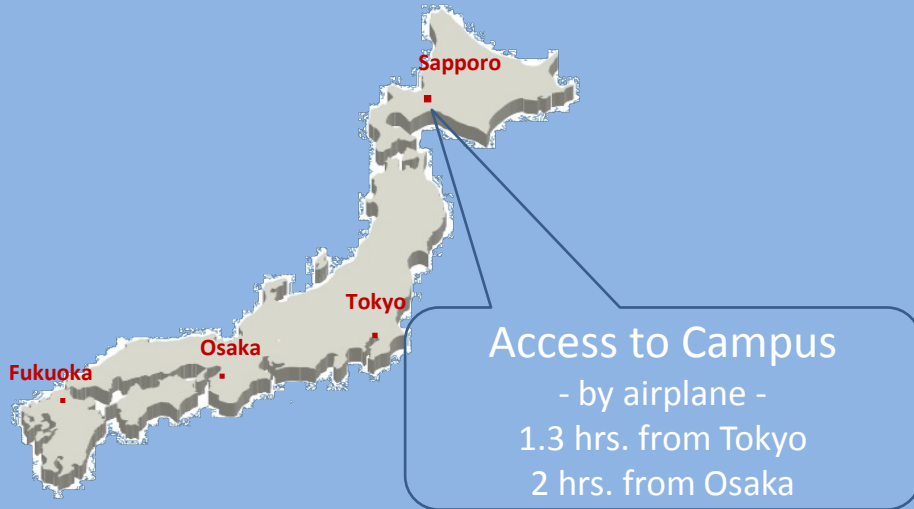 Sapporo
Tokyo
Osaka
Fukuoka
Access to Campus
- by airplane -
1.3 hrs. from Tokyo
2 hrs. from Osaka